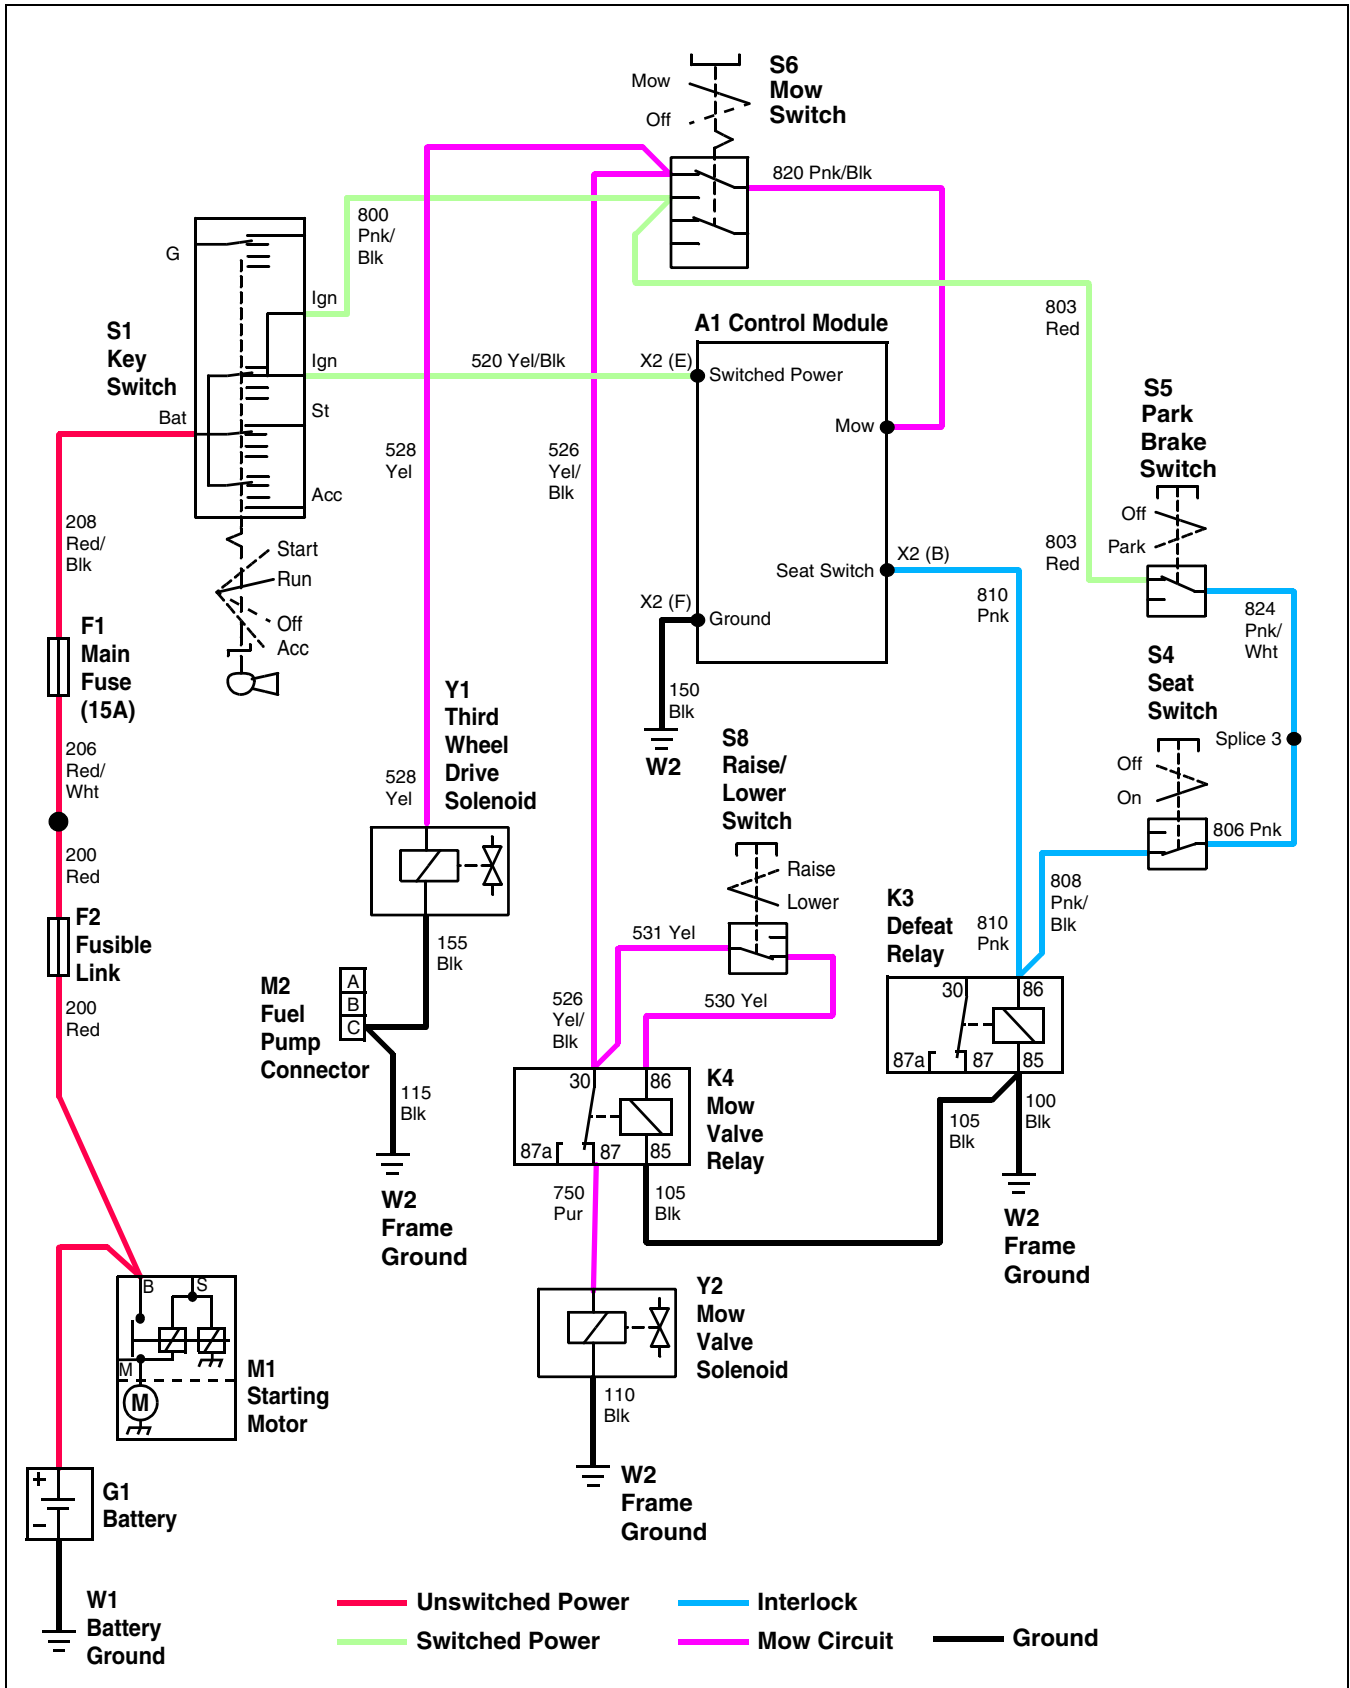 S6
Mow
Switch
Mow
Off
820 Pnk/Blk
800
Pnk/
Blk
G
Ign
S1
Key
Switch
Ign
520 Yel/Blk
X2 (E)
A1 Control Module
Switched Power
803
Red
Bat
St
Mow
S5
Park
Brake
Switch
528
Yel
526
Yel/
Blk
Acc
208
Red/
Blk
Off
Park
803
Red
Start
Run
Off
Acc
X2 (B)
Seat Switch
810
Pnk
X2 (F)
Ground
824
Pnk/
Wht
F1
Main
Fuse
(15A)
S4
Seat
Switch
Y1
Third
Wheel
Drive
Solenoid
150
Blk
W2
S8
Raise/
Lower
Switch
Splice 3
206
Red/
Wht
528
Yel
Off
On
806 Pnk
200
Red
Raise
Lower
808
Pnk/
Blk
F2
Fusible
Link
K3
Defeat
Relay
810
Pnk
531 Yel
155
Blk
M2
Fuel
Pump
Connector
A
B
C
30
86
526
Yel/
Blk
530 Yel
200
Red
87a
87
85
30
86
K4
Mow
Valve
Relay
115
Blk
105
Blk
100
Blk
87a
87
85
750
Pur
105
Blk
W2
Frame
Ground
W2
Frame
Ground
B
S
Y2
Mow
Valve
Solenoid
M
M
M1
Starting
Motor
110
Blk
+
–
G1
Battery
W2
Frame
Ground
W1
Battery
Ground
Unswitched Power
Interlock
Switched Power
Mow Circuit
Ground